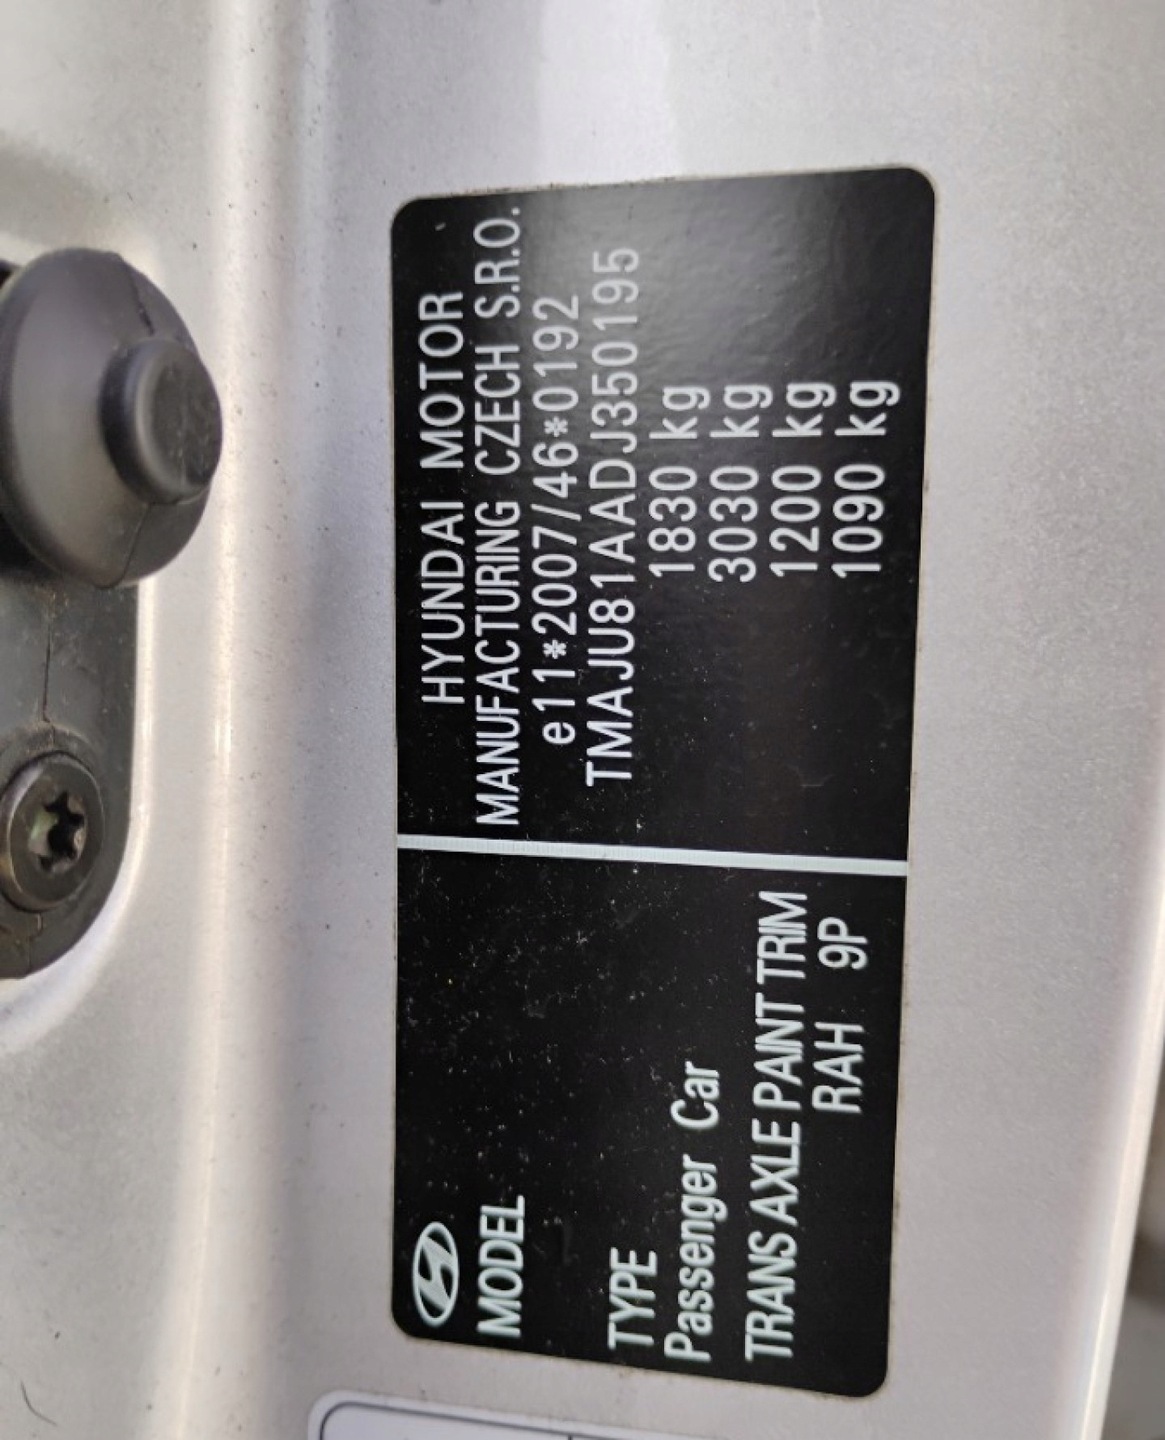 MODEL
TYPE
Passenger Car
TRANS AXLE PAINT TRIM
RAH 9P
HYUNDAI MOTOR
MANUFACTURING CZECH S.R.O.
e11*2007/46*0192
TMAJU81AADJ350195
1830 kg
3030 kg
1200 kg
1090 kg